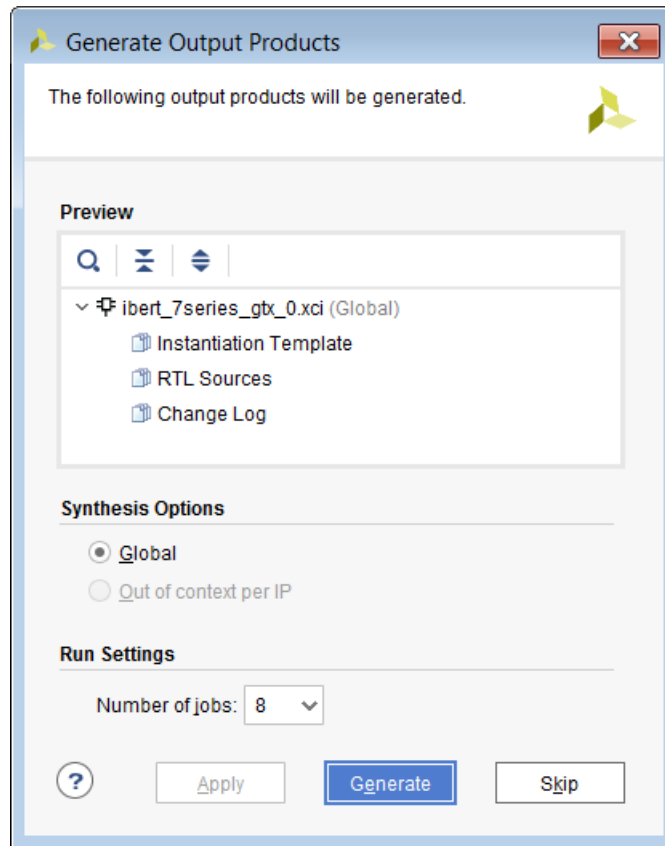 Generate Output Products
The following output products will be generated.
Preview
ibert_7series_gtx_0.xci (Global)
Instantiation Template
RTL Sources
Change Log
Synthesis Options
Global
Out of context per IP
Run Settings
Number of jobs: 8
? Apply Generate Skip